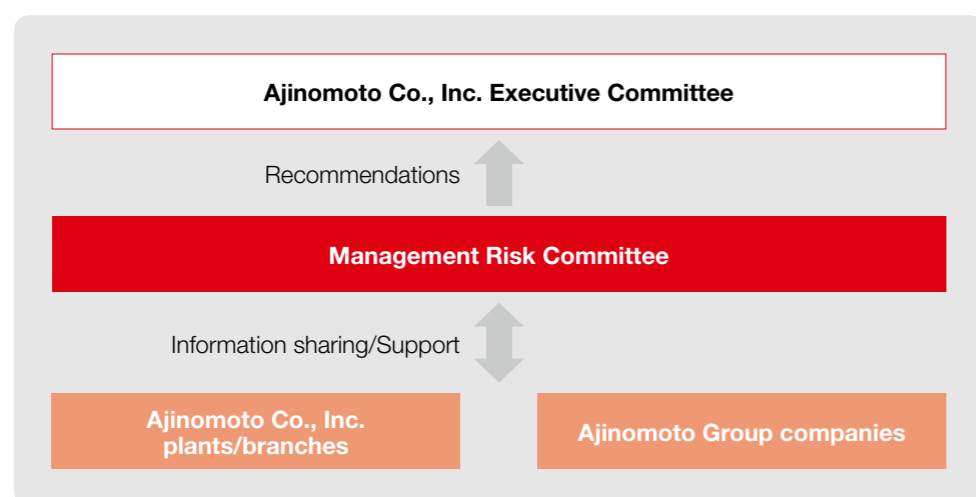 Ajinomoto Co., Inc. Executive Committee
Recommendations
Management Risk Committee
Information sharing/Support
Ajinomoto Co., Inc.
plants/branches
Ajinomoto Group companies